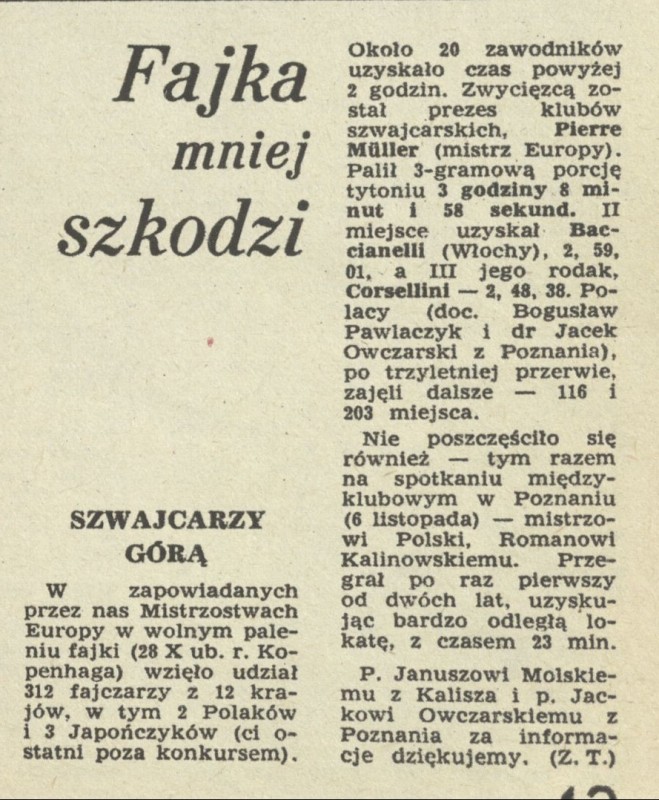 Fajka
mniej
szkodzi
SZWAJCARZY
GÓRĄ
W zapowiadanych
przez nas Mistrzostwach
Europy w wolnym pale-
niu fajki (28 X ub. r. Ko-
penhaga) wzięło udział
312 fajczarzy z 12 kra-
jów, w tym 2 Polaków
i 3 Japończyków (ci o-
statni poza konkursem).
Około 20 zawodników
uzyskało czas powyżej
2 godzin. Zwycięzcą zo-
stał prezes klubów
szwajcarskich, Pierre
Müller (mistrz Europy).
Palił 3-gramową porcję
tytoniu 3 godziny 8 mi-
nut i 58 sekund. II
miejsce uzyskał Bac-
cianelli (Włochy), 2, 59,
01, a III jego rodak,
Corsellini — 2, 48, 38. Po-
lacy (doc. Bogusław
Pawlaczyk i dr Jacek
Owczarski z Poznania),
po trzyletniej przerwie,
zajęli dalsze — 116 i
203 miejsca.
Nie poszczęściło się
również — tym razem
na spotkaniu między-
klubowym w Poznaniu
(6 listopada) — mistrzo-
wi Polski, Romanowi
Kalinowskiemu. Prze-
grał po raz pierwszy
od dwóch lat, uzysku-
jąc bardzo odległą lo-
katę, z czasem 23 min.
P. Januszowi Molskie-
mu z Kalisza i p. Jac-
kowi Owczarskiemu z
Poznania za informa-
cje dziękujemy. (Z. T.)